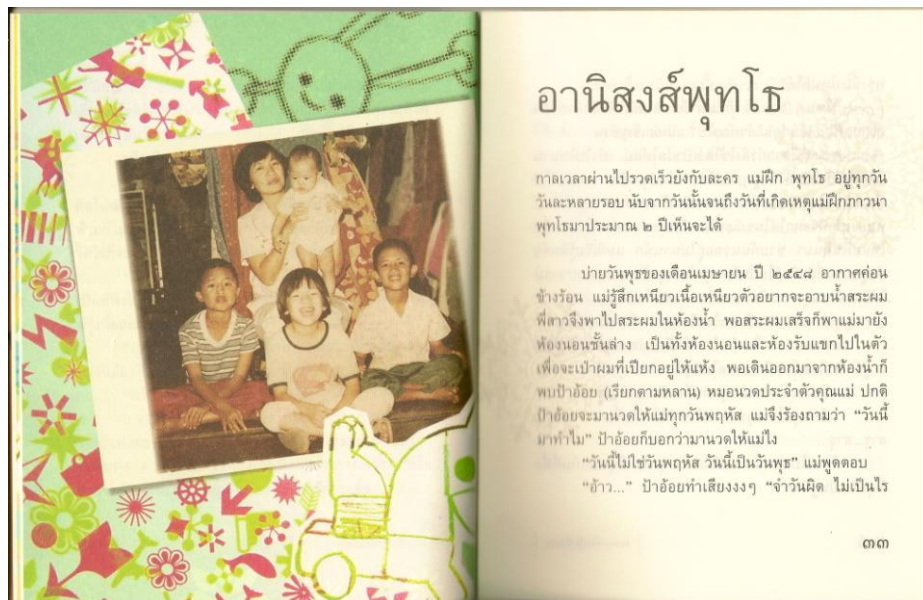 อานิสงส์พุทโธ
กาลเวลาผ่านไปรวดเร็วยังกับละคร แม่ฝึก พุทโธ อยู่ทุกวัน
วันละหลายรอบ นับจากวันนั้นจนถึงวันที่เกิดเหตุแม่ฝึกภาวนา
พุทโธมาประมาณ ๒ ปีเห็นจะได้
บ่ายวันพุธของเดือนเมษายน ปี ๒๕๔๘ อากาศค่อน
ข้างร้อน แม่รู้สึกเหนียวเนื้อเหนียวตัวอยากจะอาบน้ำสระผม
พี่สาวจึงพาไปสระผมในห้องน้ำ พอสระผมเสร็จก็พาแม่มายัง
ห้องนอนชั้นล่าง เป็นทั้งห้องนอนและห้องรับแขกไปในตัว
เพื่อจะเป่าผมที่เปียกอยู่ให้แห้ง พอเดินออกมาจากห้องน้ำก็
พบป้าอ้อย (เรียกตามหลาน) หมอนวดประจำตัวคุณแม่ ปกติ
ป้าอ้อยจะมานวดให้แม่ทุกวันพฤหัส แม่จึงร้องถามว่า “วันนี้
มาทำไม” ป้าอ้อยก็บอกว่ามานวดให้แม่ไง
“วันนี้ไม่ใช่วันพฤหัส วันนี้เป็นวันพุธ” แม่พูดตอบ
“อ้าว...” ป้าอ้อยทำเสียงงงๆ “จำวันผิด ไม่เป็นไร
๓๓